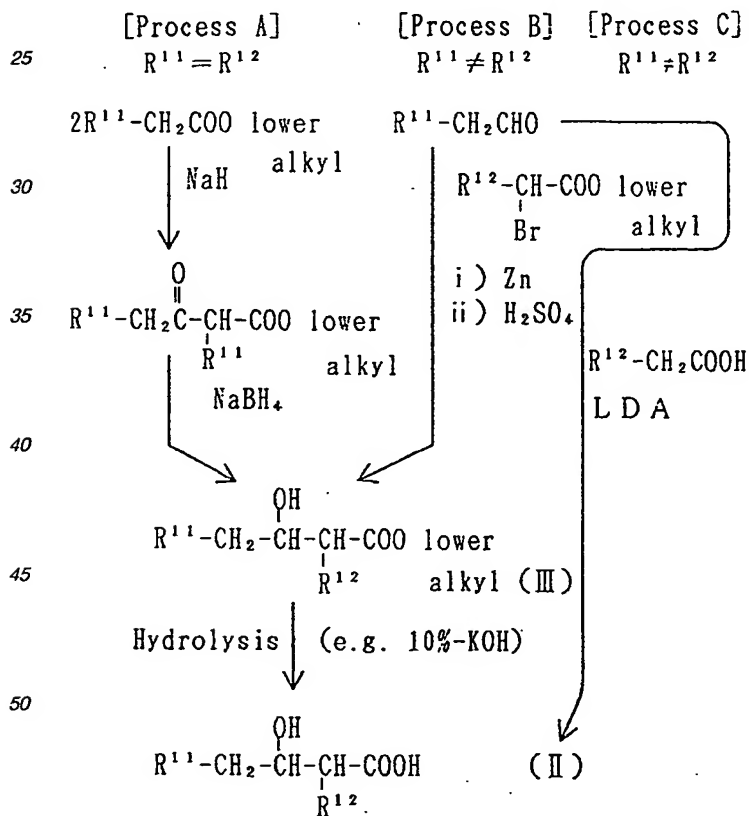 [Process A] [Process B] [Process C]
25 R¹¹=R¹² R¹¹≠R¹² R¹¹≠R¹²
2R¹¹-CH₂COO lower R¹¹-CH₂CHO
alkyl
NaH
30 R¹²-CH-COO lower
Br alkyl
O i) Zn
35 R¹¹-CH₂C-CH-COO lower ii) H₂SO₄
R¹¹ alkyl R¹²-CH₂COOH
NaBH₄ LDA
40
OH
R¹¹-CH₂-CH-CH-COO lower
45 R¹² alkyl (III)
Hydrolysis (e.g. 10%-KOH)
50
OH
R¹¹-CH₂-CH-CH-COOH (II)
R¹²